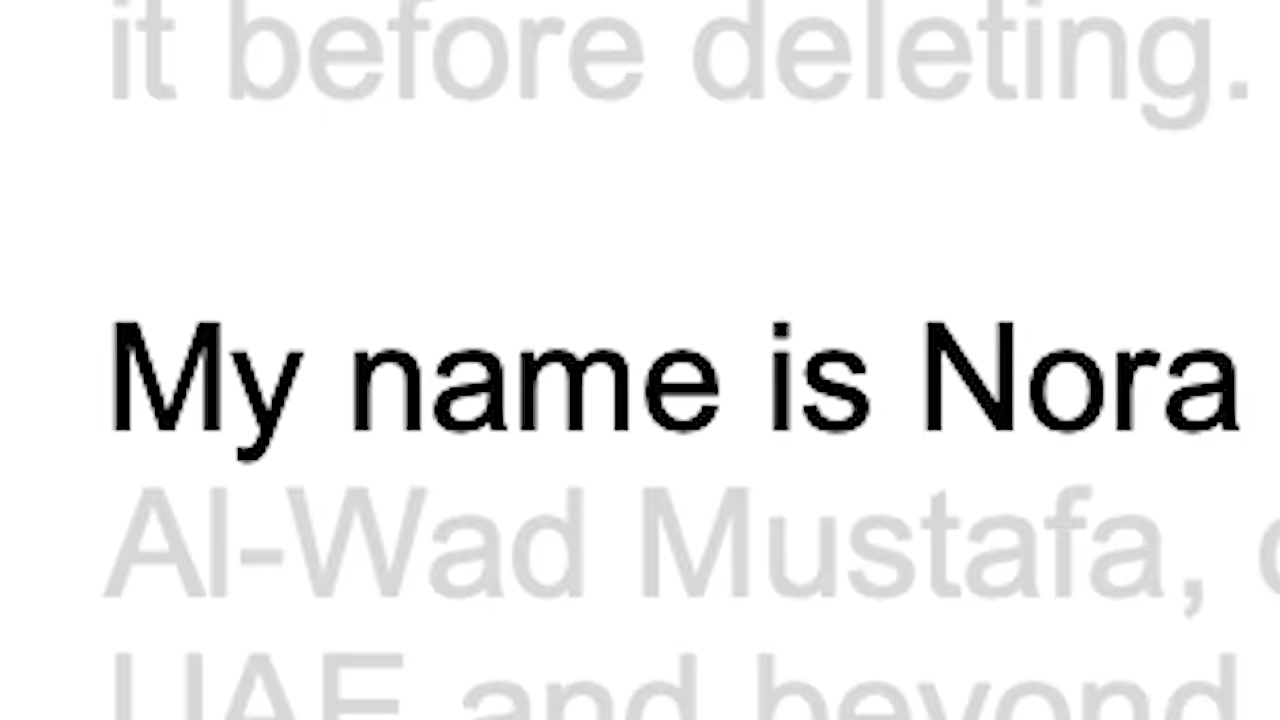 it before deleting.
My name is Nora
Al-Wad Mustafa,
UAE and beyond